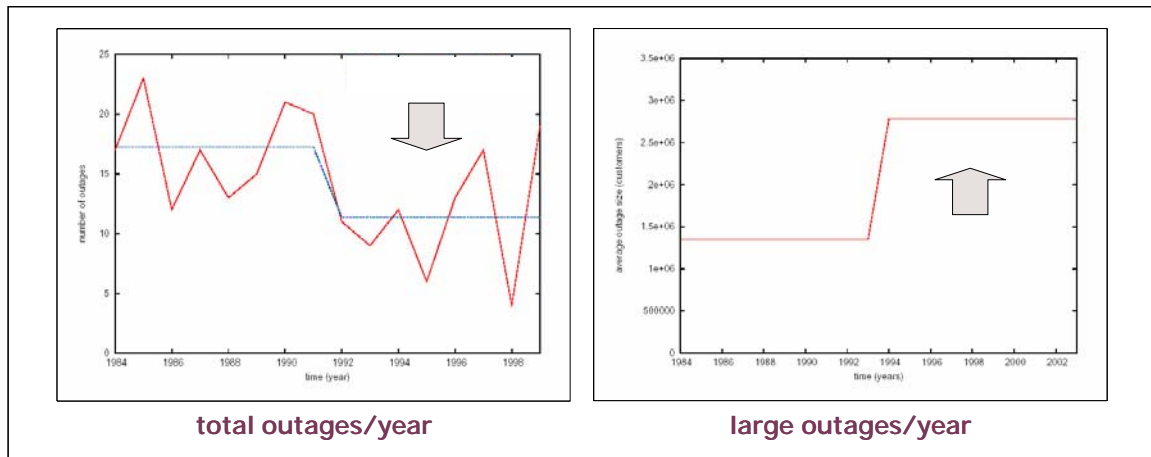 25
20
15
10
5
0
number of outages
1984 1986 1988 1990 1992 1994 1996 1998
time (year)
total outages/year
3.5e+06
3e+06
2.5e+06
2e+06
1.5e+06
1e+06
500000
0
average outage size (customers)
1984 1986 1988 1990 1992 1994 1996 1998 2000 2002
time (years)
large outages/year